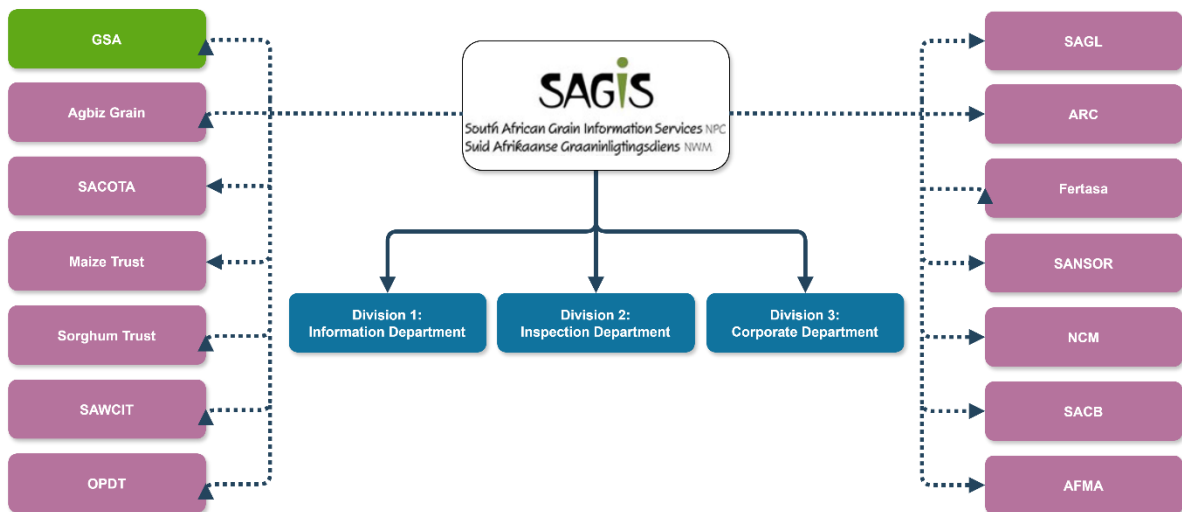 GSA
Agbiz Grain
SACOTA
Maize Trust
Sorghum Trust
SAWCIT
OPDT
SAGiS
South African Grain Information Services NPC
Suid Afrikaanse Graaninligtingsdiens NWM
Division 1:
Information Department
Division 2:
Inspection Department
Division 3:
Corporate Department
SAGL
ARC
Fertasa
SANSOR
NCM
SACB
AFMA